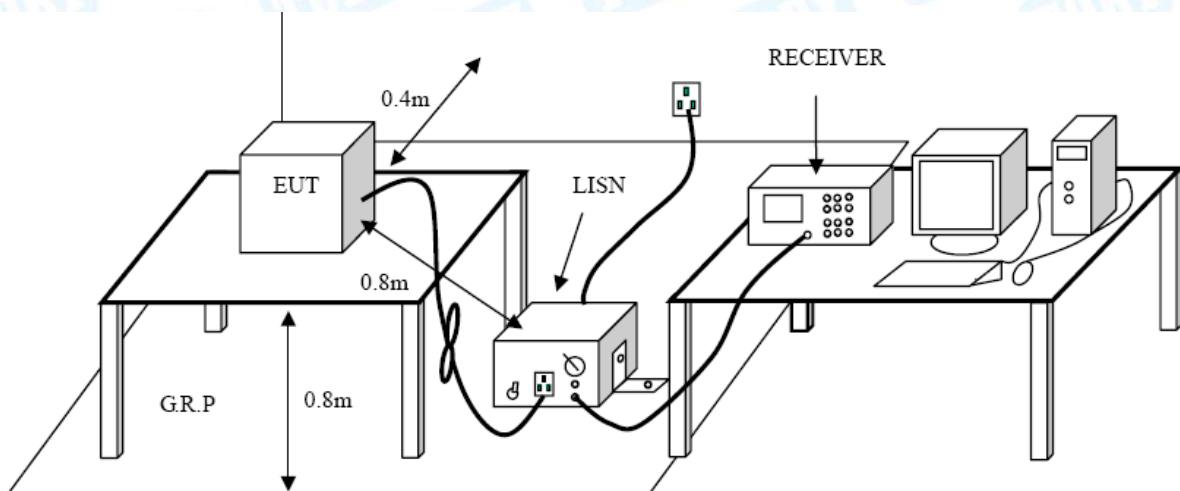 RECEIVER
0.4m
EUT
LISN
0.8m
G.R.P
0.8m